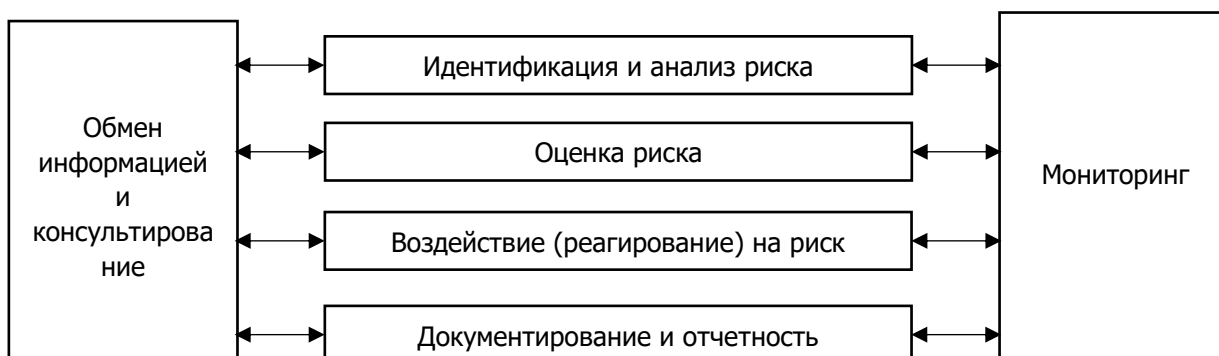 Обмен
информацией
и
консультирова
ние
Идентификация и анализ риска
Оценка риска
Воздействие (реагирование) на риск
Документирование и отчетность
Мониторинг